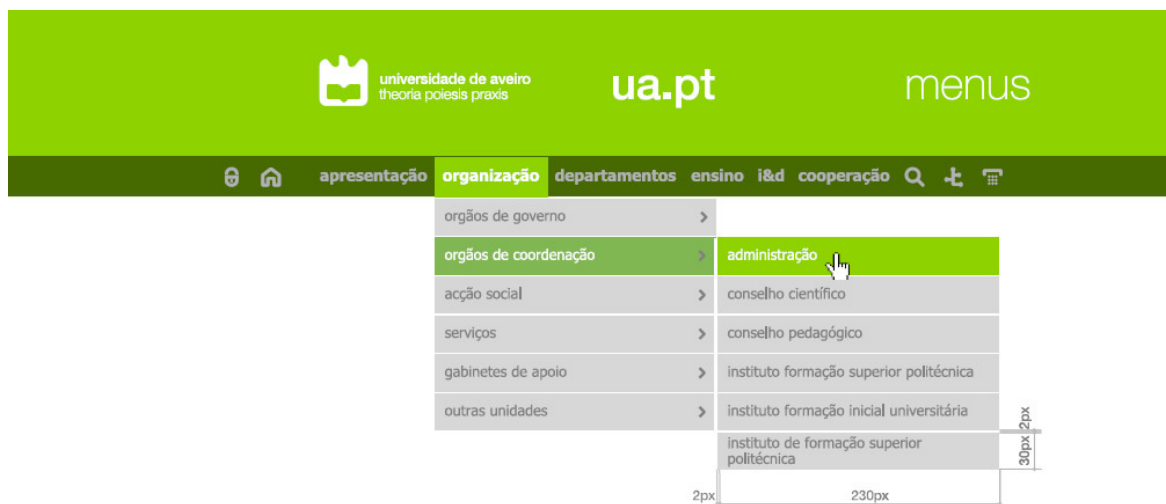 universidade de aveiro
theoria poiesis praxis
ua.pt
menus
apresentação organização departamentos ensino i&d cooperação
orgãos de governo
orgãos de coordenação
acção social
serviços
gabinetes de apoio
outras unidades
administração
conselho científico
conselho pedagógico
instituto formação superior politécnica
instituto formação inicial universitária
instituto de formação superior
politécnica
2px
30px
2px
230px